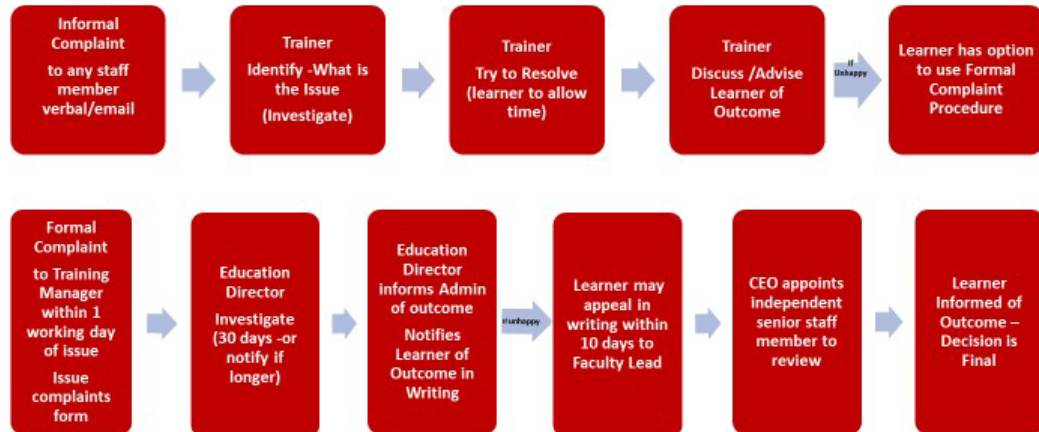 Informal
Complaint
to any staff
member
verbal/email
Trainer
Identify -What is
the Issue
(Investigate)
Trainer
Try to Resolve
(learner to allow
time)
Trainer
Discuss /Advise
Learner of
Outcome
if
Unhappy
Learner has option
to use Formal
Complaint
Procedure
Formal
Complaint
to Training
Manager
within 1
working day
of issue
Issue
complaints
form
Education
Director
Investigate
(30 days -or
notify if
longer)
Education
Director
informs Admin
of outcome
Notifies
Learner of
Outcome in
Writing
if unhappy
Learner may
appeal in
writing within
10 days to
Faculty Lead
CEO appoints
independent
senior staff
member to
review
Learner
Informed of
Outcome –
Decision is
Final